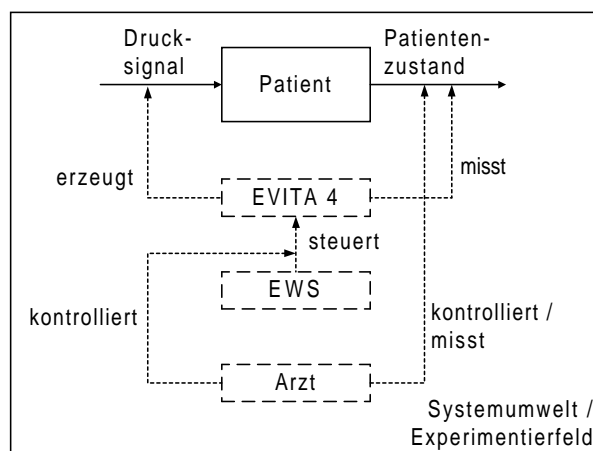 Druck-
signal
Patienten-
zustand
Patient
erzeugt
misst
EVITA 4
steuert
EWS
kontrolliert
kontrolliert /
misst
Arzt
Systemumwelt /
Experimentierfeld